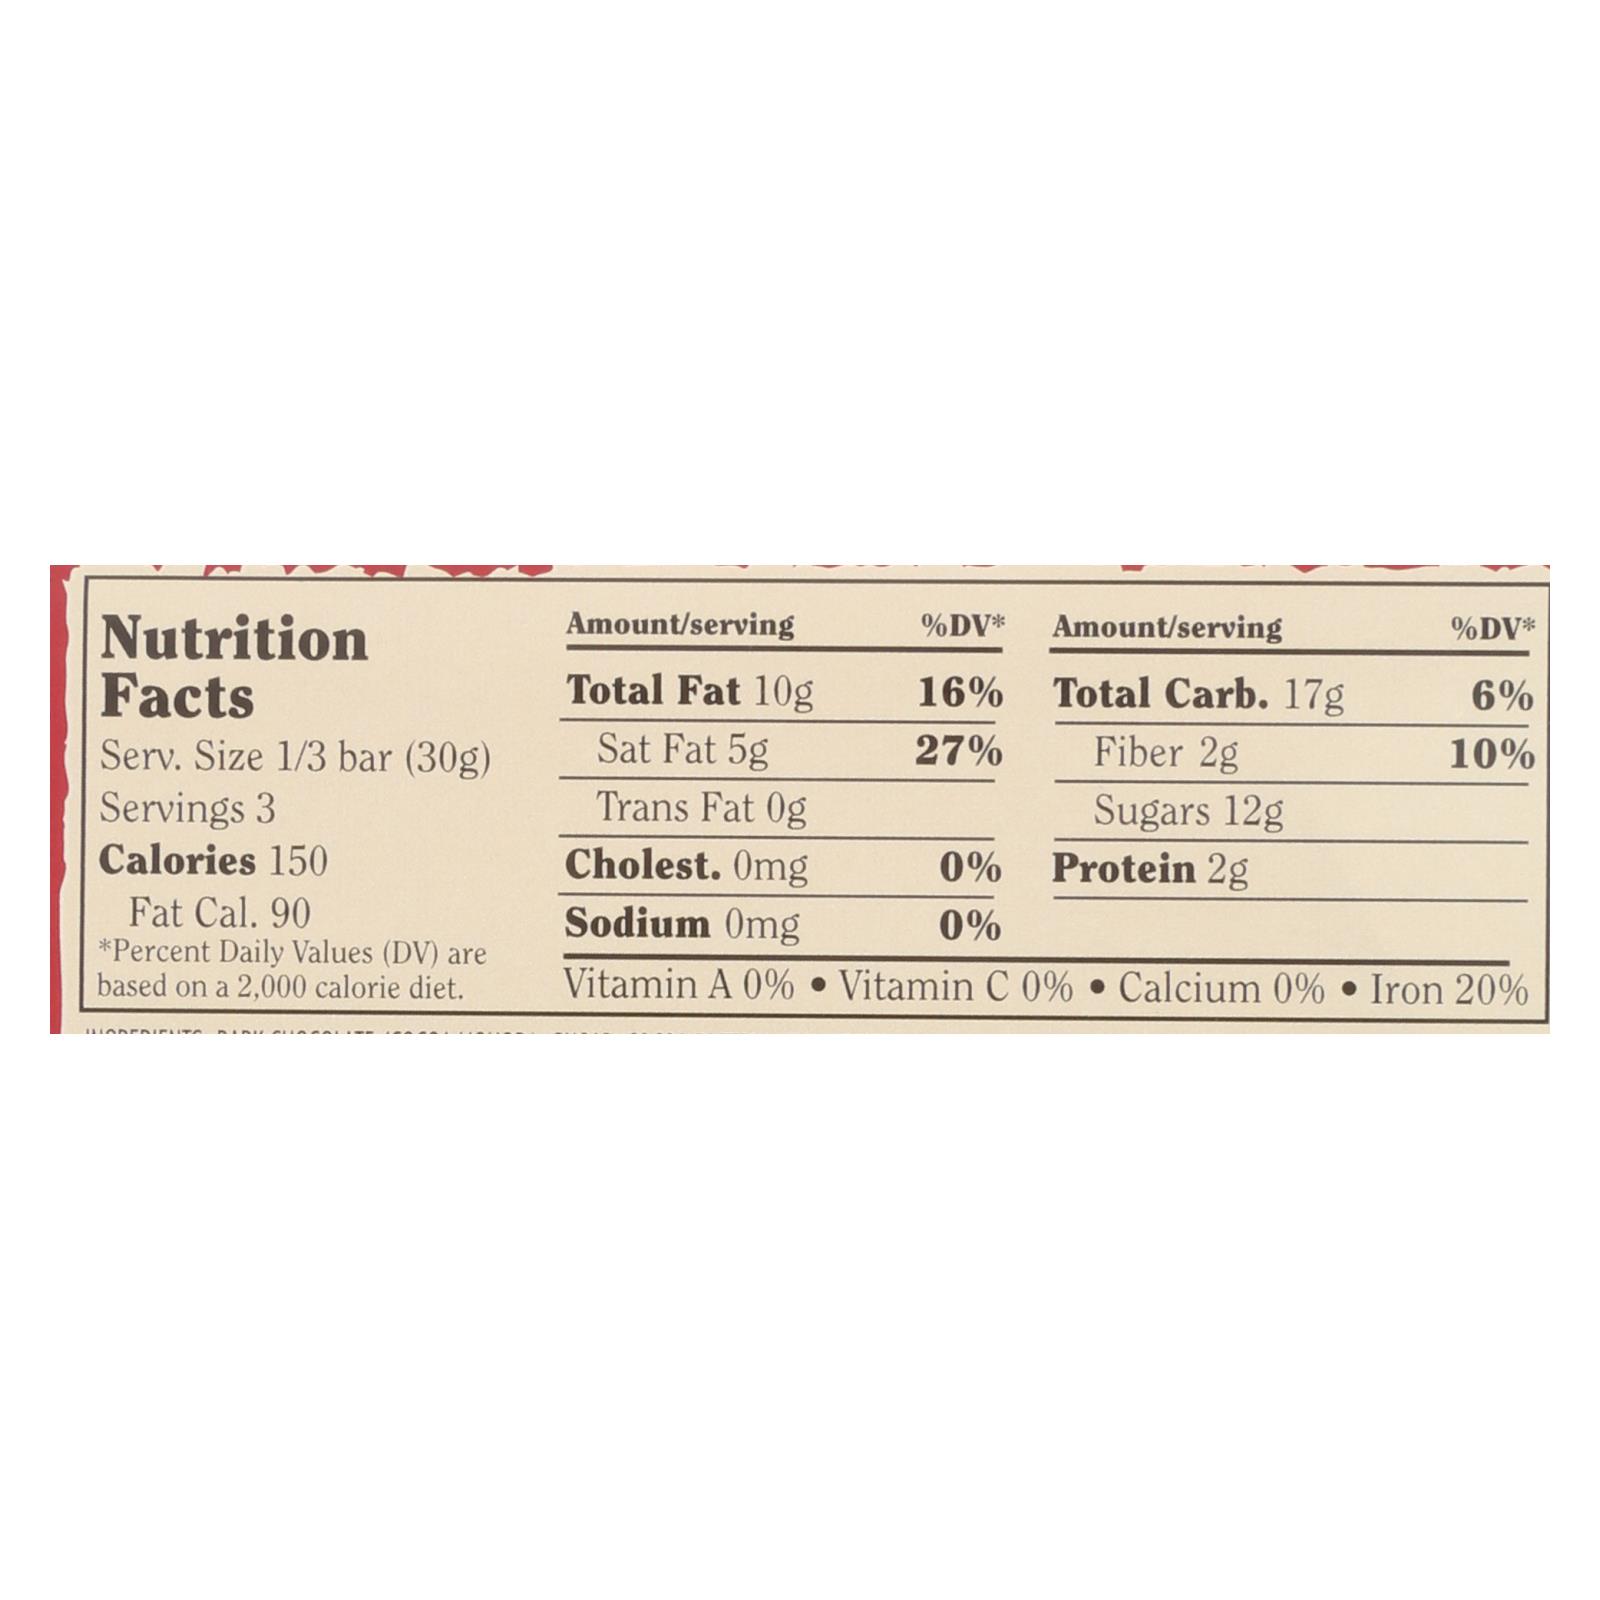 Nutrition
Facts
Serv. Size 1/3 bar (30g)
Servings 3
Calories 150
Fat Cal. 90
*Percent Daily Values (DV) are
based on a 2,000 calorie diet.
Amount/serving %DV*
Total Fat 10g 16%
Sat Fat 5g 27%
Trans Fat 0g
Cholest. 0mg 0%
Sodium 0mg 0%
Amount/serving %DV*
Total Carb. 17g 6%
Fiber 2g 10%
Sugars 12g
Protein 2g
Vitamin A 0% • Vitamin C 0% • Calcium 0% • Iron 20%